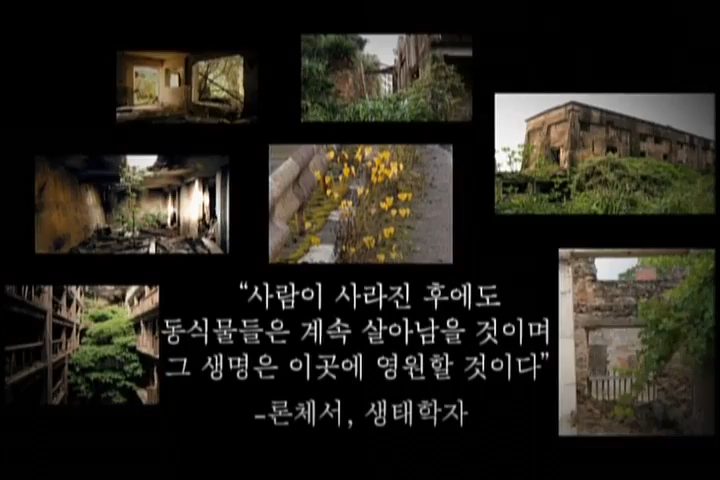 “사람이 사라진 후에도
동식물들은 계속 살아남을 것이며
그 생명은 이곳에 영원할 것이다”
-론체서, 생태학자